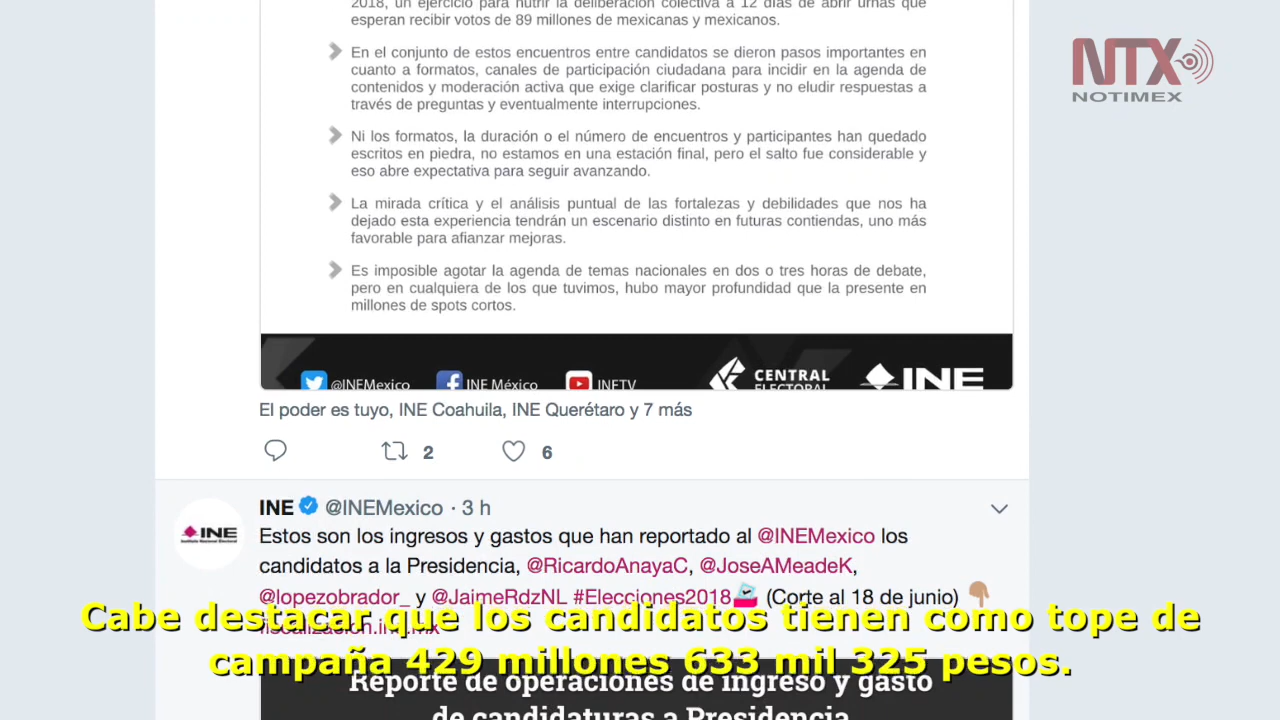 2018, un ejercicio para nutrir la deliberación colectiva a 12 días de abrir urnas que
esperan recibir votos de 89 millones de mexicanas y mexicanos.
En el conjunto de estos encuentros entre candidatos se dieron pasos importantes en
cuanto a formatos, canales de participación ciudadana para incidir en la agenda de
contenidos y moderación activa que exige clarificar posturas y no eludir respuestas a
través de preguntas y eventualmente interrupciones.
Ni los formatos, la duración o el número de encuentros y participantes han quedado
escritos en piedra, no estamos en una estación final, pero el salto fue considerable y
eso abre expectativa para seguir avanzando.
La mirada crítica y el análisis puntual de las fortalezas y debilidades que nos ha
dejado esta experiencia tendrán un escenario distinto en futuras contiendas, uno más
favorable para afianzar mejoras.
Es imposible agotar la agenda de temas nacionales en dos o tres horas de debate,
pero en cualquiera de los que tuvimos, hubo mayor profundidad que la presente en
millones de spots cortos.
NTX
NOTIMEX
@INEMexico INE México INETV CENTRAL
ELECTORAL INE
El poder es tuyo, INE Coahuila, INE Querétaro y 7 más
2 6
INE @INEMexico · 3 h
INE
Instituto Nacional Electoral
Estos son los ingresos y gastos que han reportado al @INEMexico los
candidatos a la Presidencia, @RicardoAnayaC, @JoseAMeadeK,
@lopezobrador_ y @JaimeRdzNL #Elecciones2018 (Corte al 18 de junio)
fiscalizacion.ine.mx
Cabe destacar que los candidatos tienen como tope de
campaña 429 millones 633 mil 325 pesos.
Reporte de operaciones de ingreso y gasto
de candidaturas a Presidencia